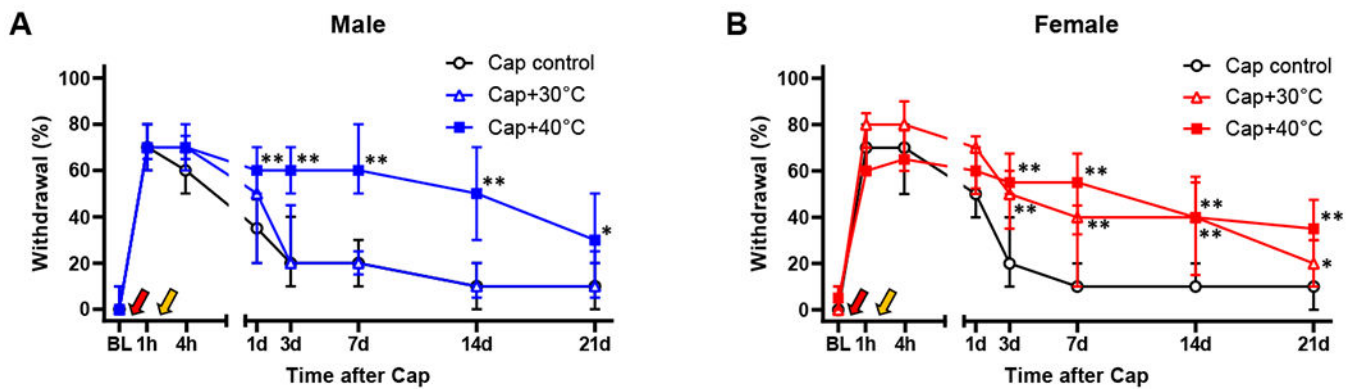 A
Male
Withdrawal (%)
100
80
60
40
20
0
Cap control
Cap+30°C
Cap+40°C
**
**
**
**
*
BL 1h 4h 1d 3d 7d 14d 21d
Time after Cap
B
Female
Withdrawal (%)
100
80
60
40
20
0
Cap control
Cap+30°C
Cap+40°C
**
**
**
**
**
**
**
*
BL 1h 4h 1d 3d 7d 14d 21d
Time after Cap